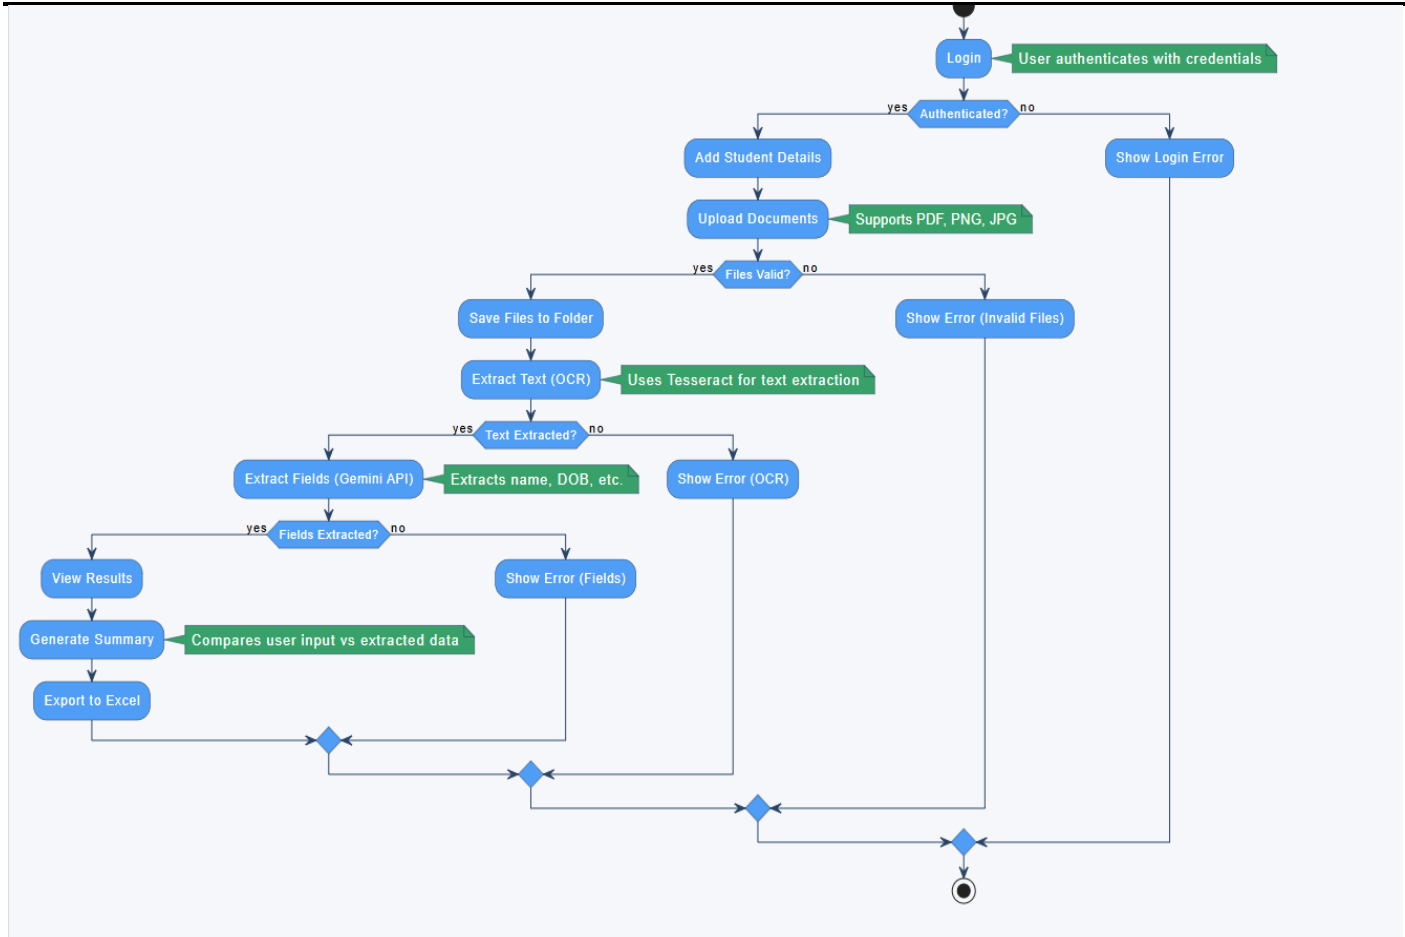 Login
User authenticates with credentials
yes
Authenticated?
no
Add Student Details
Show Login Error
Upload Documents
Supports PDF, PNG, JPG
yes
Files Valid?
no
Save Files to Folder
Show Error (Invalid Files)
Extract Text (OCR)
Uses Tesseract for text extraction
yes
Text Extracted?
no
Extract Fields (Gemini API)
Extracts name, DOB, etc.
Show Error (OCR)
yes
Fields Extracted?
no
View Results
Show Error (Fields)
Generate Summary
Compares user input vs extracted data
Export to Excel